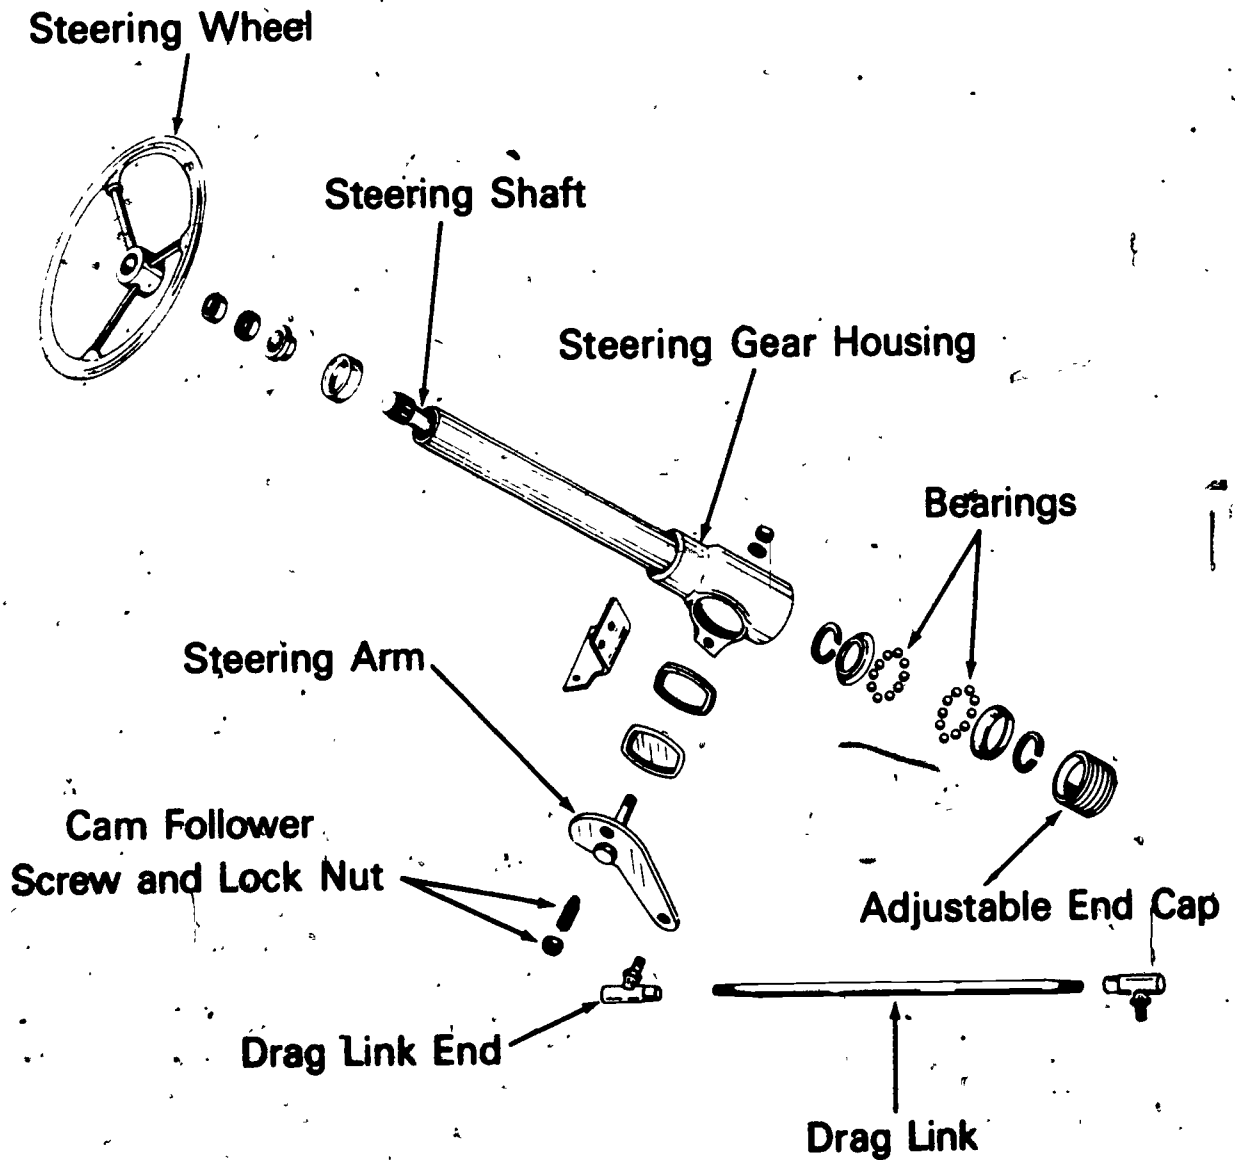 Steering Wheel
Steering Shaft
Steering Gear Housing
Bearings
Steering Arm
Cam Follower
Screw and Lock Nut
Adjustable End Cap
Drag Link End
Drag Link